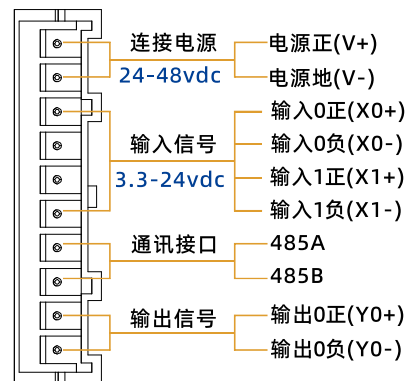 连接电源
24-48vdc
电源正(V+)
电源地(V-)
输入信号
3.3-24vdc
输入0正(X0+)
输入0负(X0-)
输入1正(X1+)
输入1负(X1-)
通讯接口
485A
485B
输出信号
输出0正(Y0+)
输出0负(Y0-)